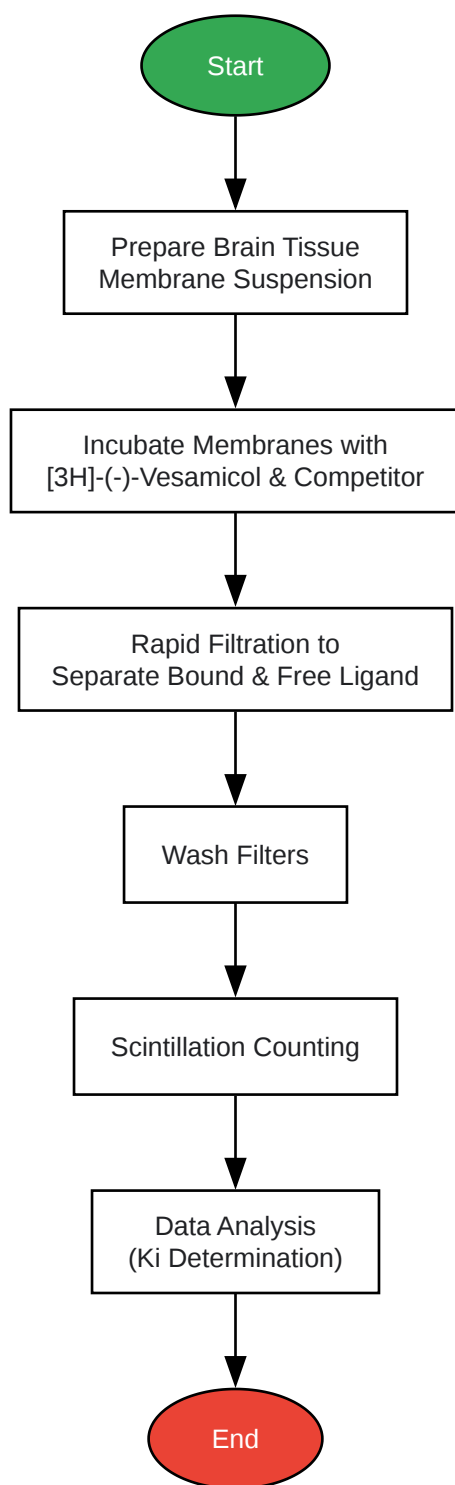 Start
Prepare Brain Tissue
Membrane Suspension
Incubate Membranes with
[3H]-(-)-Vesamicol & Competitor
Rapid Filtration to
Separate Bound & Free Ligand
Wash Filters
Scintillation Counting
Data Analysis
(Ki Determination)
End